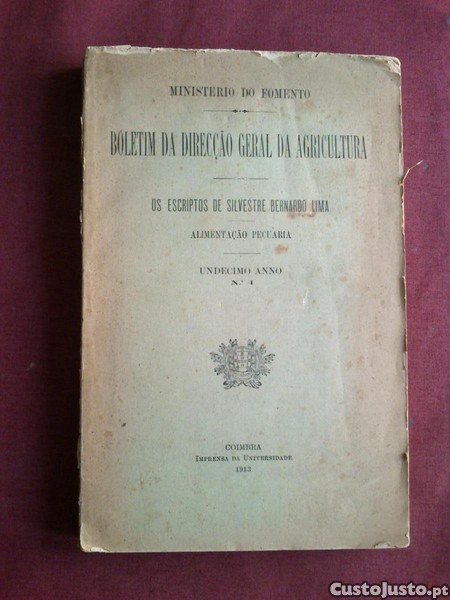 MINISTERIO DO FOMENTO
BOLETIM DA DIRECÇÃO GERAL DA AGRICULTURA
OS ESCRIPTOS DE SILVESTRE BERNARDO LIMA
ALIMENTAÇÃO PECUARIA
UNDECIMO ANNO
N.º 4
COIMBRA
IMPRENSA DA UNIVERSIDADE
1913
CustoJusto.pt